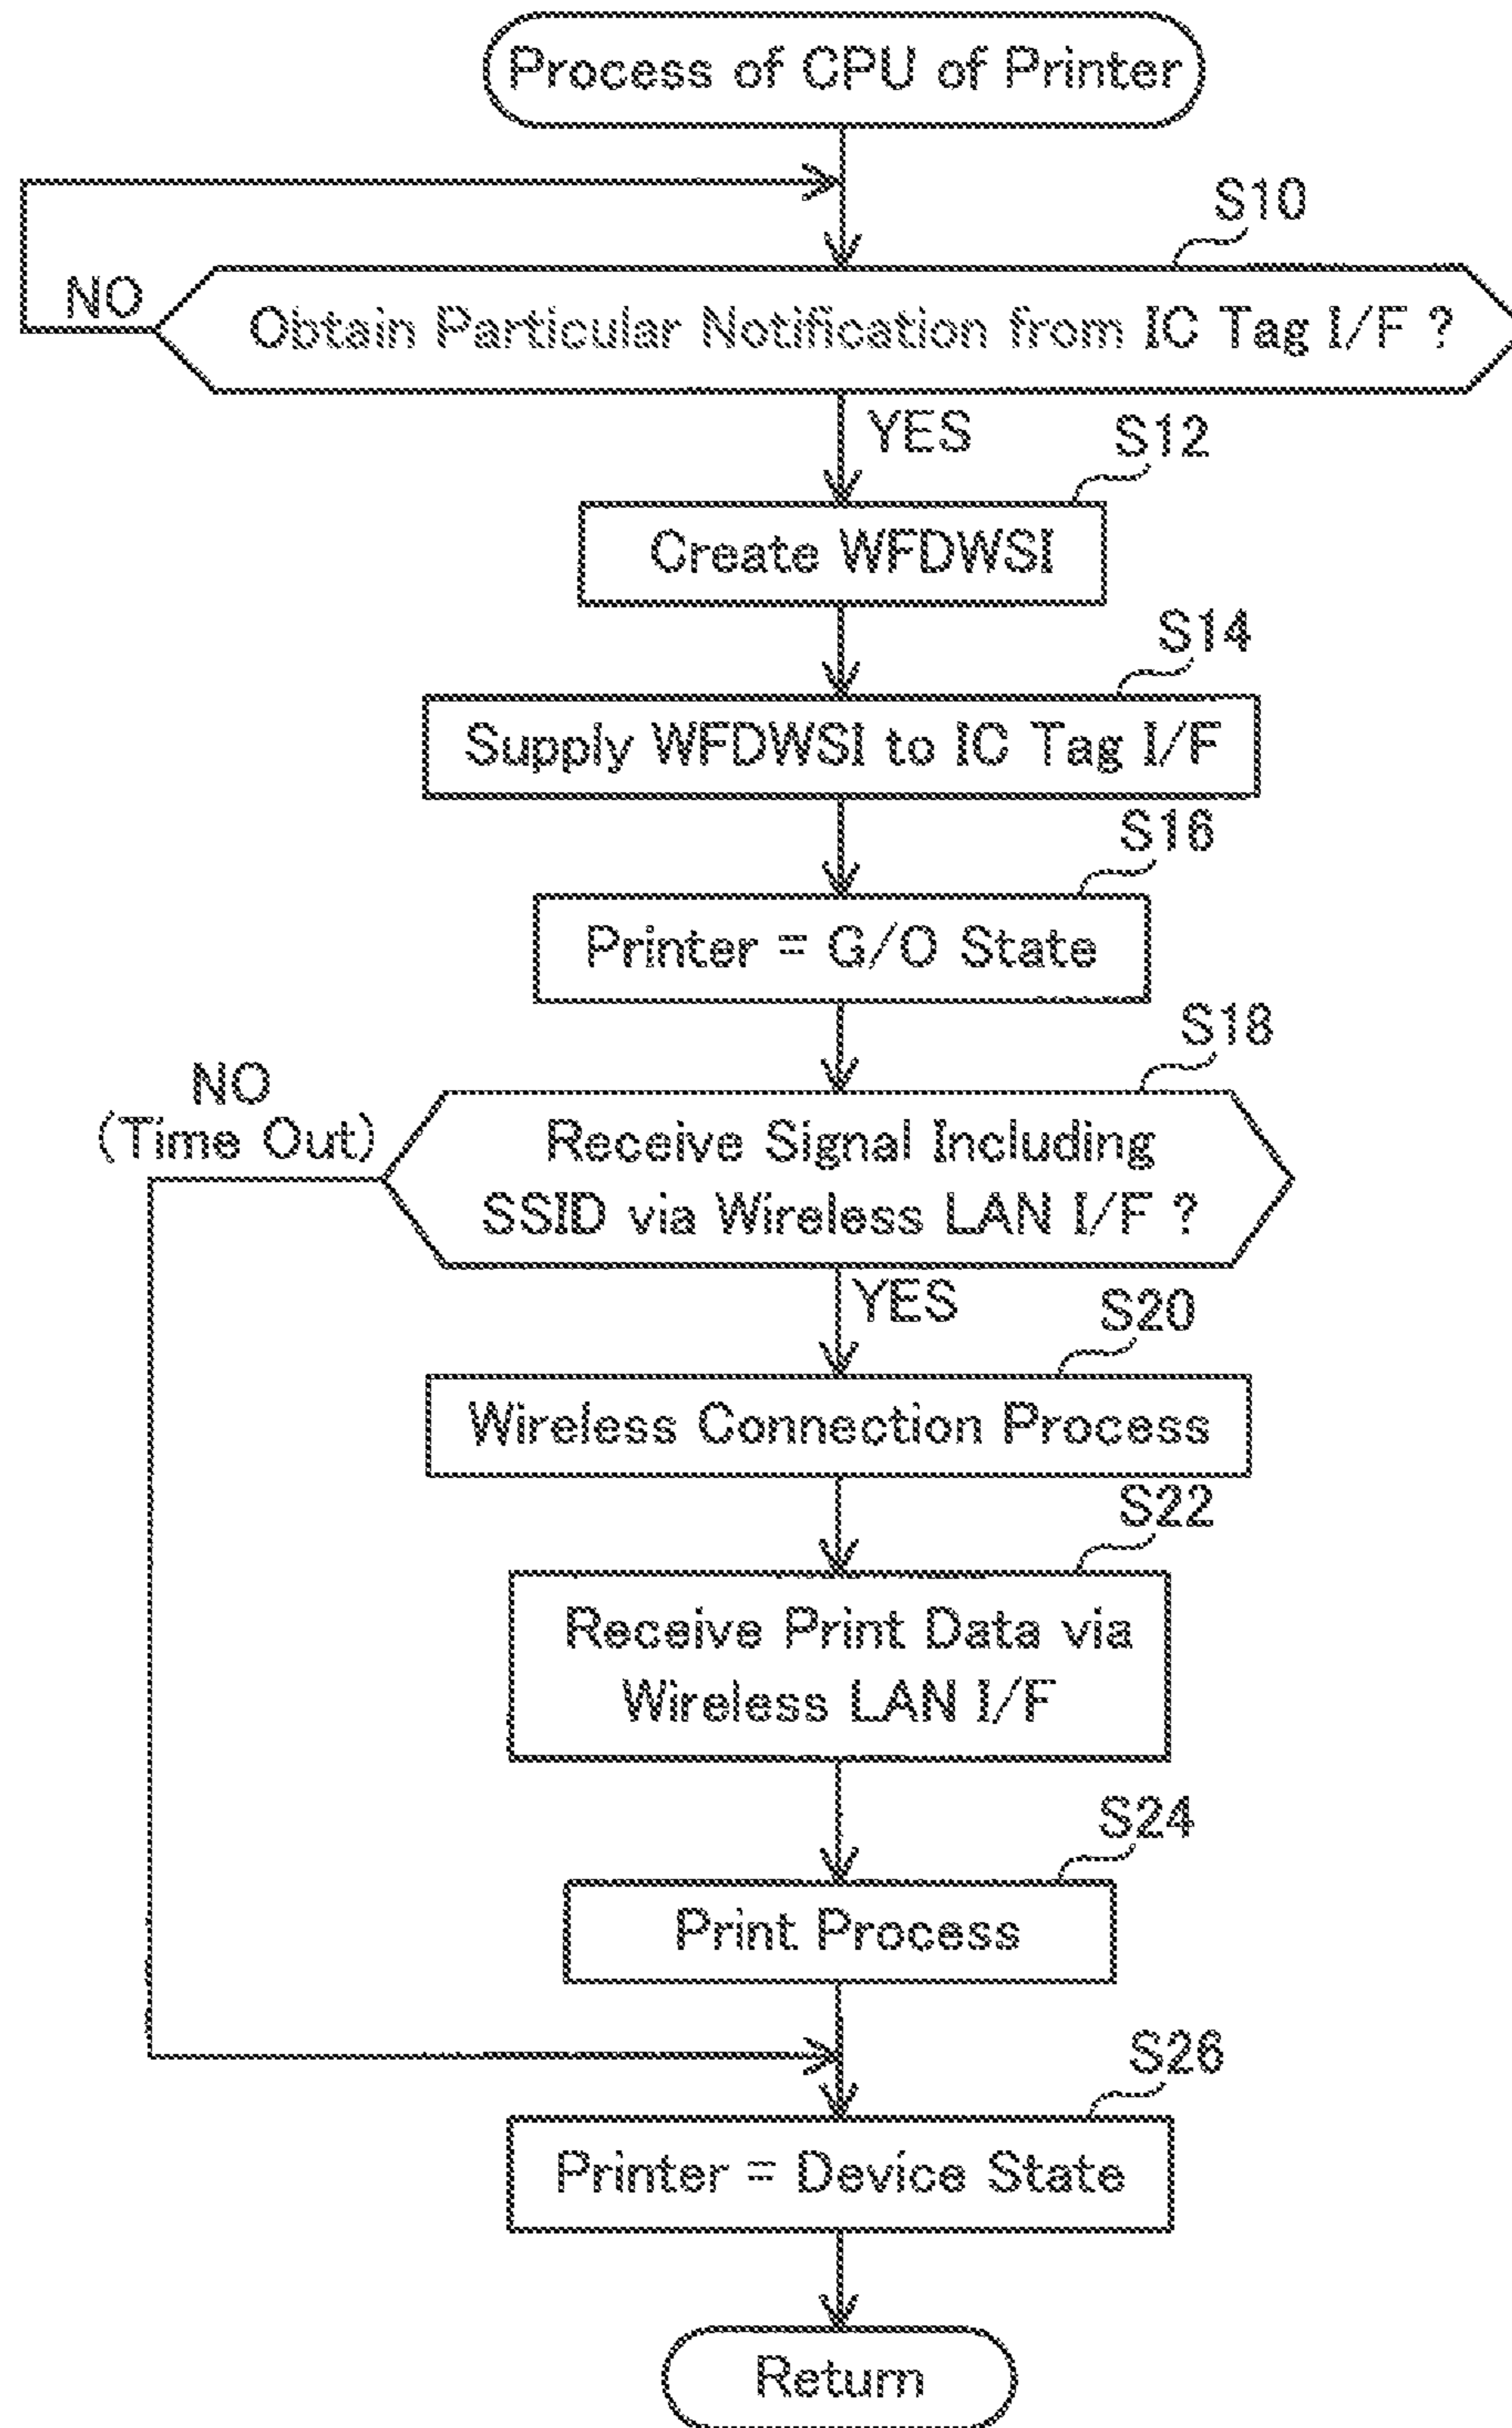 Process of CPU of Printer
S10
NO
Obtain Particular Notification from IC Tag I/F ?
YES
S12
Create WFDWSI
S14
Supply WFDWSI to IC Tag I/F
S16
Printer = G/O State
S18
NO
(Time Out)
Receive Signal Including
SSID via Wireless LAN I/F ?
YES
S20
Wireless Connection Process
S22
Receive Print Data via
Wireless LAN I/F
S24
Print Process
S26
Printer = Device State
Return